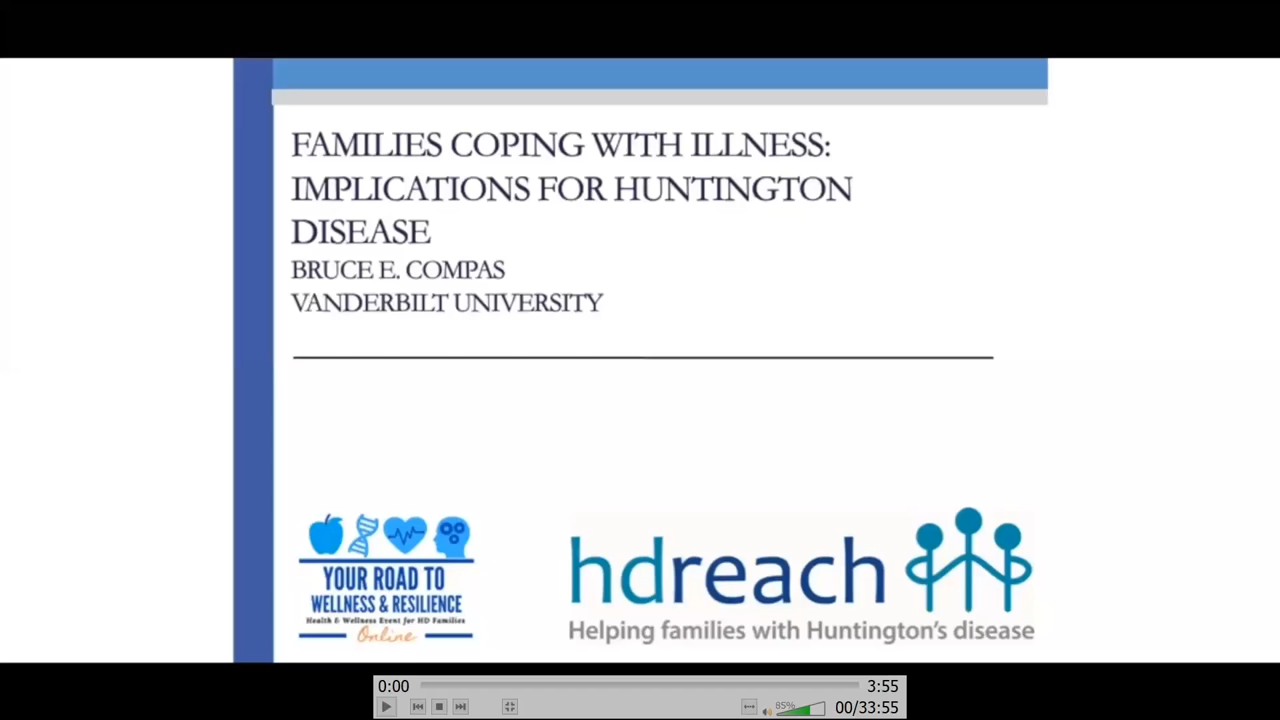 FAMILIES COPING WITH ILLNESS:
IMPLICATIONS FOR HUNTINGTON
DISEASE
BRUCE E. COMPAS
VANDERBILT UNIVERSITY
YOUR ROAD TO
WELLNESS & RESILIENCE
Health & Wellness Event for HD Families
Online
hdreach
Helping families with Huntington's disease
0:00
3:55
85%
00/33:55